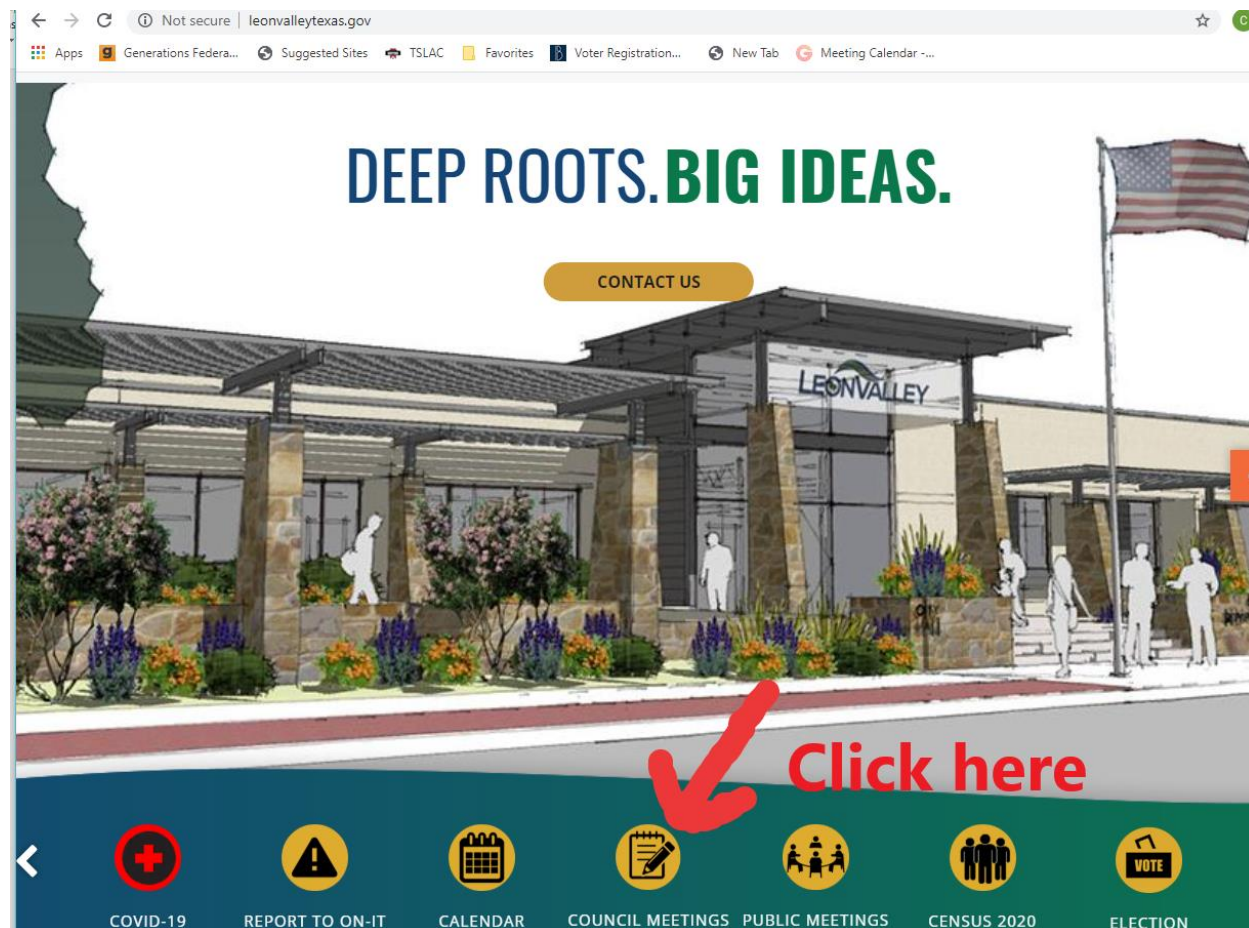 Not secure | leonvalleytexas.gov
Apps Generations Federa... Suggested Sites TSLAC Favorites Voter Registration... New Tab Meeting Calendar -...
DEEP ROOTS. BIG IDEAS.
CONTACT US
LEONVALLEY
Click here
VOTE
COVID-19 REPORT TO ON-IT CALENDAR COUNCIL MEETINGS PUBLIC MEETINGS CENSUS 2020 ELECTION